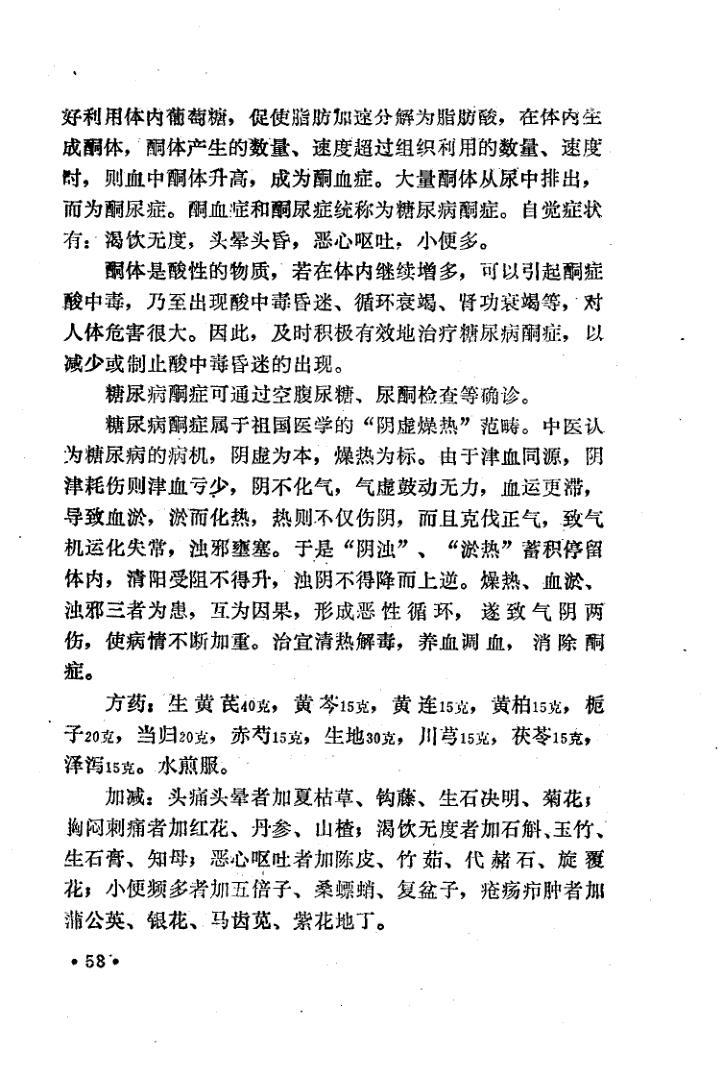 好利用体内葡萄糖，促使脂肪加速分解为脂肪酸，在体内生
成酮体，酮体产生的数量、速度超过组织利用的数量、速度
时，则血中酮体升高，成为酮血症。大量酮体从尿中排出，
而为酮尿症。酮血症和酮尿症统称为糖尿病酮症。自觉症状
有：渴饮无度，头晕头昏，恶心呕吐，小便多。
酮体是酸性的物质，若在体内继续增多，可以引起酮症
酸中毒，乃至出现酸中毒昏迷、循环衰竭、肾功衰竭等，对
人体危害很大。因此，及时积极有效地治疗糖尿病酮症，以
减少或制止酸中毒昏迷的出现。
糖尿病酮症可通过空腹尿糖、尿酮检查等确诊。
糖尿病酮症属于祖国医学的“阴虚燥热”范畴。中医认
为糖尿病的病机，阴虚为本，燥热为标。由于津血同源，阴
津耗伤则津血亏少，阴不化气，气虚鼓动无力，血运更滞，
导致血淤，淤而化热，热则不仅伤阴，而且克伐正气，致气
机运化失常，浊邪壅塞。于是“阴浊”、“淤热”蓄积停留
体内，清阳受阻不得升，浊阴不得降而上逆。燥热、血淤、
浊邪三者为患，互为因果，形成恶性循环，遂致气阴两
伤，使病情不断加重。治宜清热解毒，养血调血，消除酮
症。
方药：生黄芪40克，黄芩15克，黄连15克，黄柏15克，栀
子20克，当归20克，赤芍15克，生地30克，川芎15克，茯苓15克，
泽泻15克。水煎服。
加减：头痛头晕者加夏枯草、钩藤、生石决明、菊花；
胸闷刺痛者加红花、丹参、山楂；渴饮无度者加石斛、玉竹、
生石膏、知母；恶心呕吐者加陈皮、竹茹、代赭石、旋覆
花；小便频多者加五倍子、桑螵蛸、复盆子，疮疡疖肿者加
蒲公英、银花、马齿苋、紫花地丁。
•58•